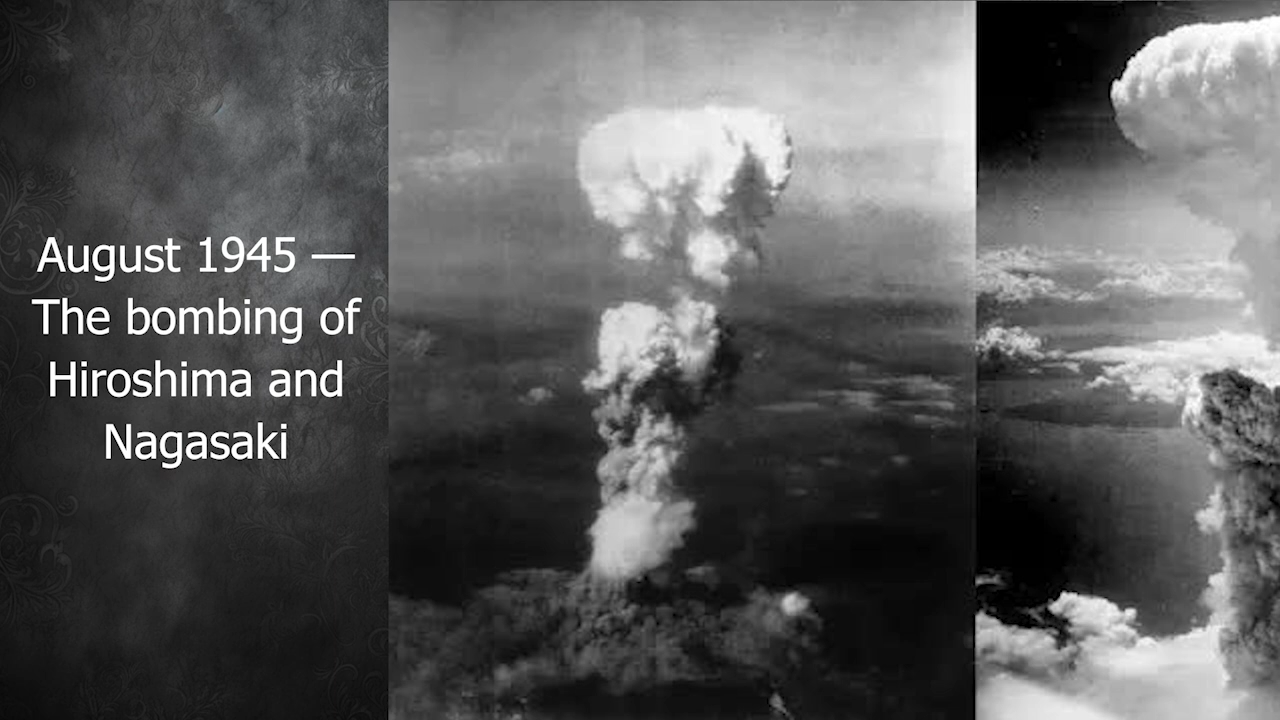 August 1945 —
The bombing of
Hiroshima and
Nagasaki